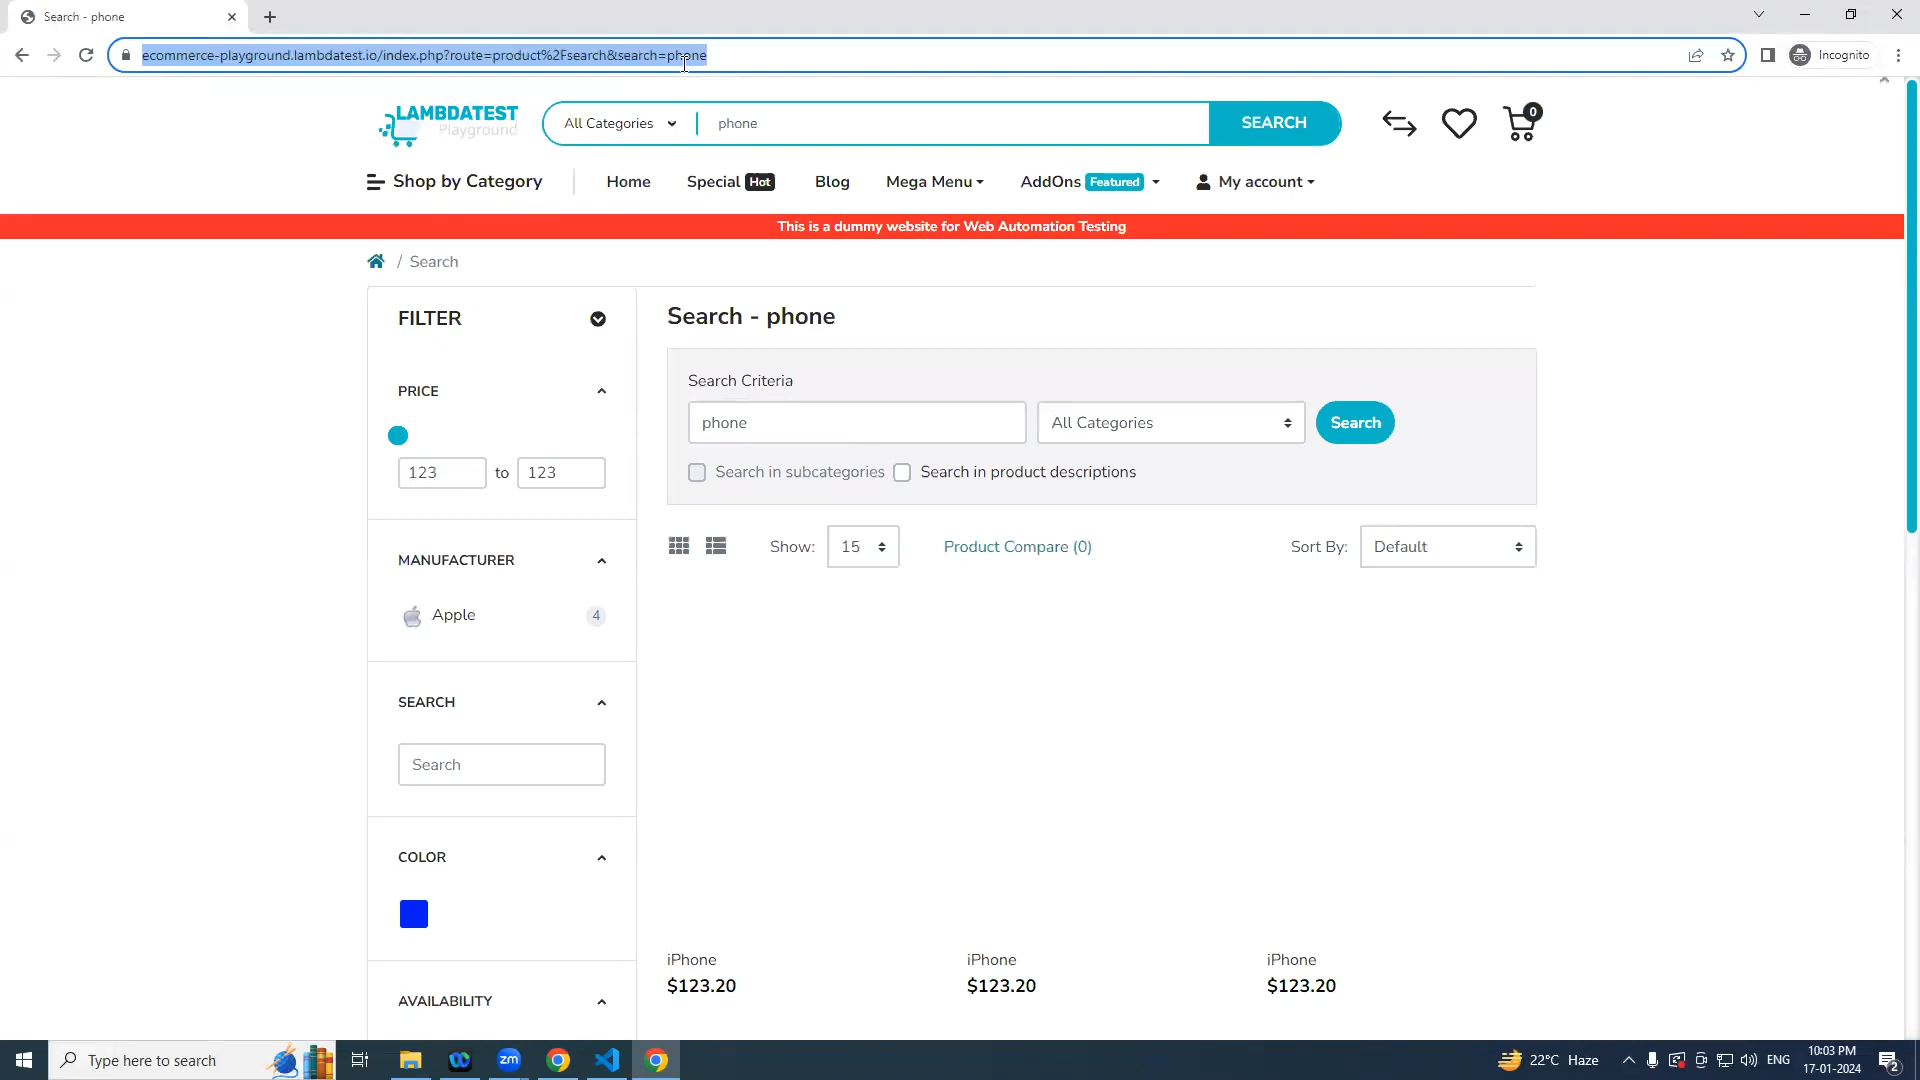 Search - phone
ecommerce-playground.lambdatest.io/index.php?route=product%2Fsearch&search=phone
Incognito
LAMBDATEST
Playground
All Categories
phone
SEARCH
0
Shop by Category
Home
Special Hot
Blog
Mega Menu
AddOns Featured
My account
This is a dummy website for Web Automation Testing
/ Search
FILTER
PRICE
123 to 123
MANUFACTURER
Apple 4
SEARCH
Search
COLOR
AVAILABILITY
Search - phone
Search Criteria
phone
All Categories
Search
Search in subcategories
Search in product descriptions
Show: 15
Product Compare (0)
Sort By: Default
iPhone
$123.20
iPhone
$123.20
iPhone
$123.20
Type here to search
zm
22°C Haze
ENG
10:03 PM
17-01-2024
2